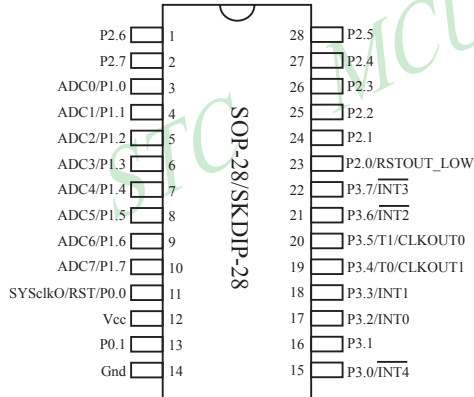 P2.6 1 28 P2.5
P2.7 2 27 P2.4
ADC0/P1.0 3 26 P2.3
ADC1/P1.1 4 25 P2.2
ADC2/P1.2 5 24 P2.1
ADC3/P1.3 6 23 P2.0/RSTOUT_LOW
ADC4/P1.4 7 22 P3.7/INT3
ADC5/P1.5 8 21 P3.6/INT2
ADC6/P1.6 9 20 P3.5/T1/CLKOUT0
ADC7/P1.7 10 19 P3.4/T0/CLKOUT1
SYSclkO/RST/P0.0 11 18 P3.3/INT1
Vcc 12 17 P3.2/INT0
P0.1 13 16 P3.1
Gnd 14 15 P3.0/INT4
SOP-28/SKDIP-28
STC MCU